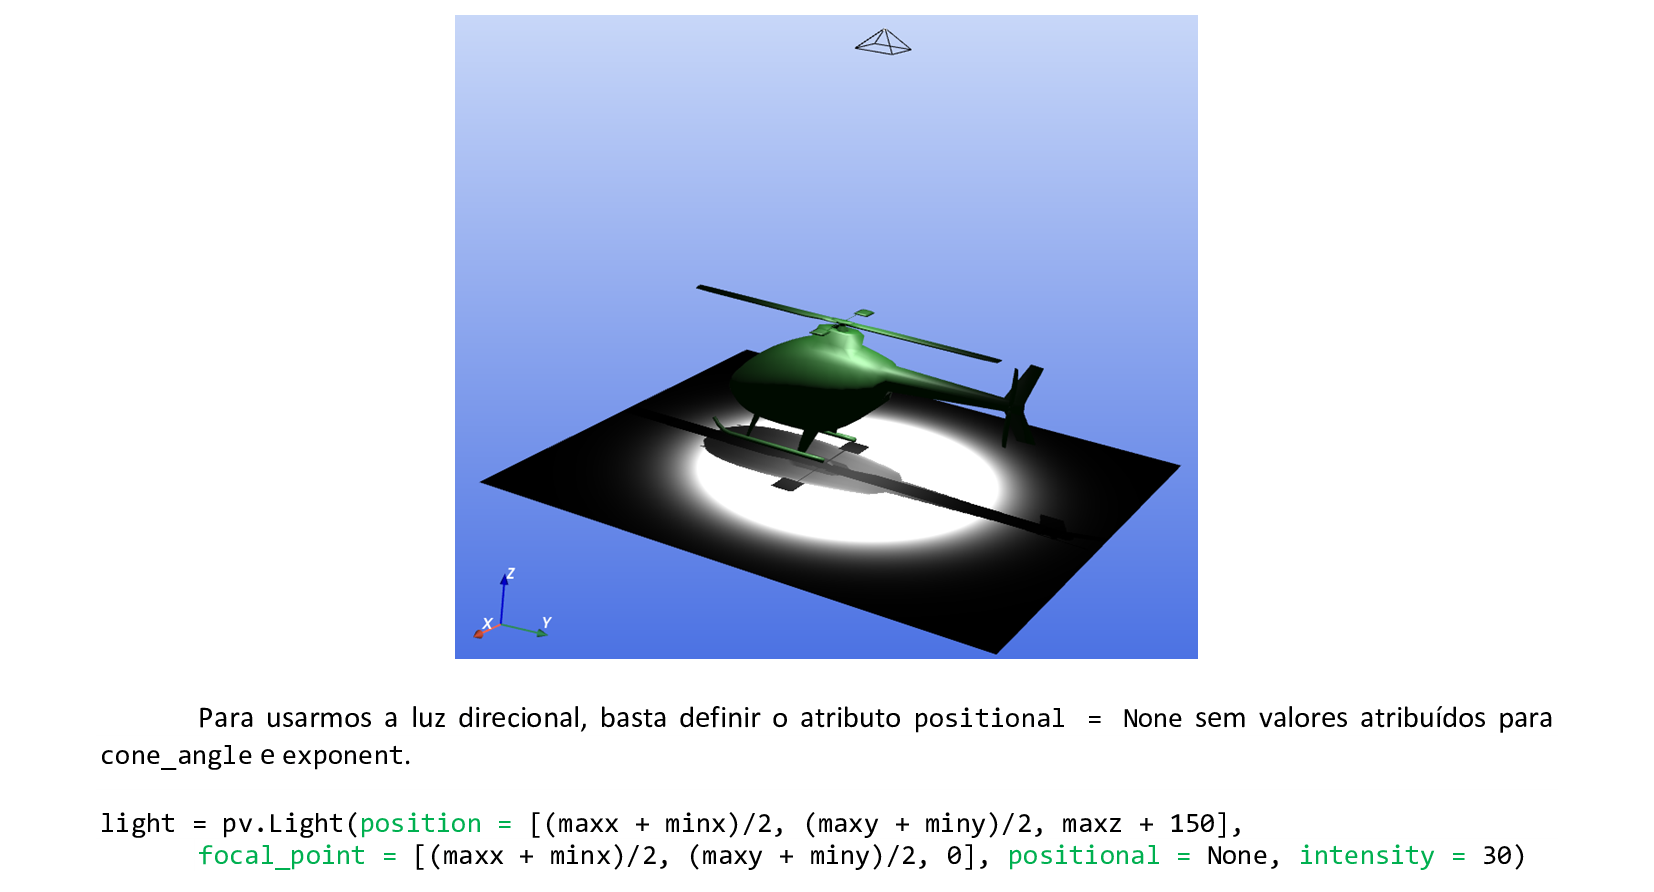 Z
X
Y
Para usarmos a luz direcional, basta definir o atributo positional = None sem valores atribuídos para
cone_angle e exponent.
light = pv.Light(position = [(maxx + minx)/2, (maxy + miny)/2, maxz + 150],
focal_point = [(maxx + minx)/2, (maxy + miny)/2, 0], positional = None, intensity = 30)